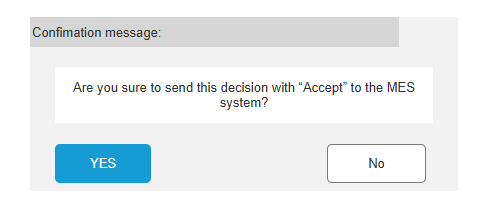 Confimation message:
Are you sure to send this decision with “Accept” to the MES
system?
YES
No